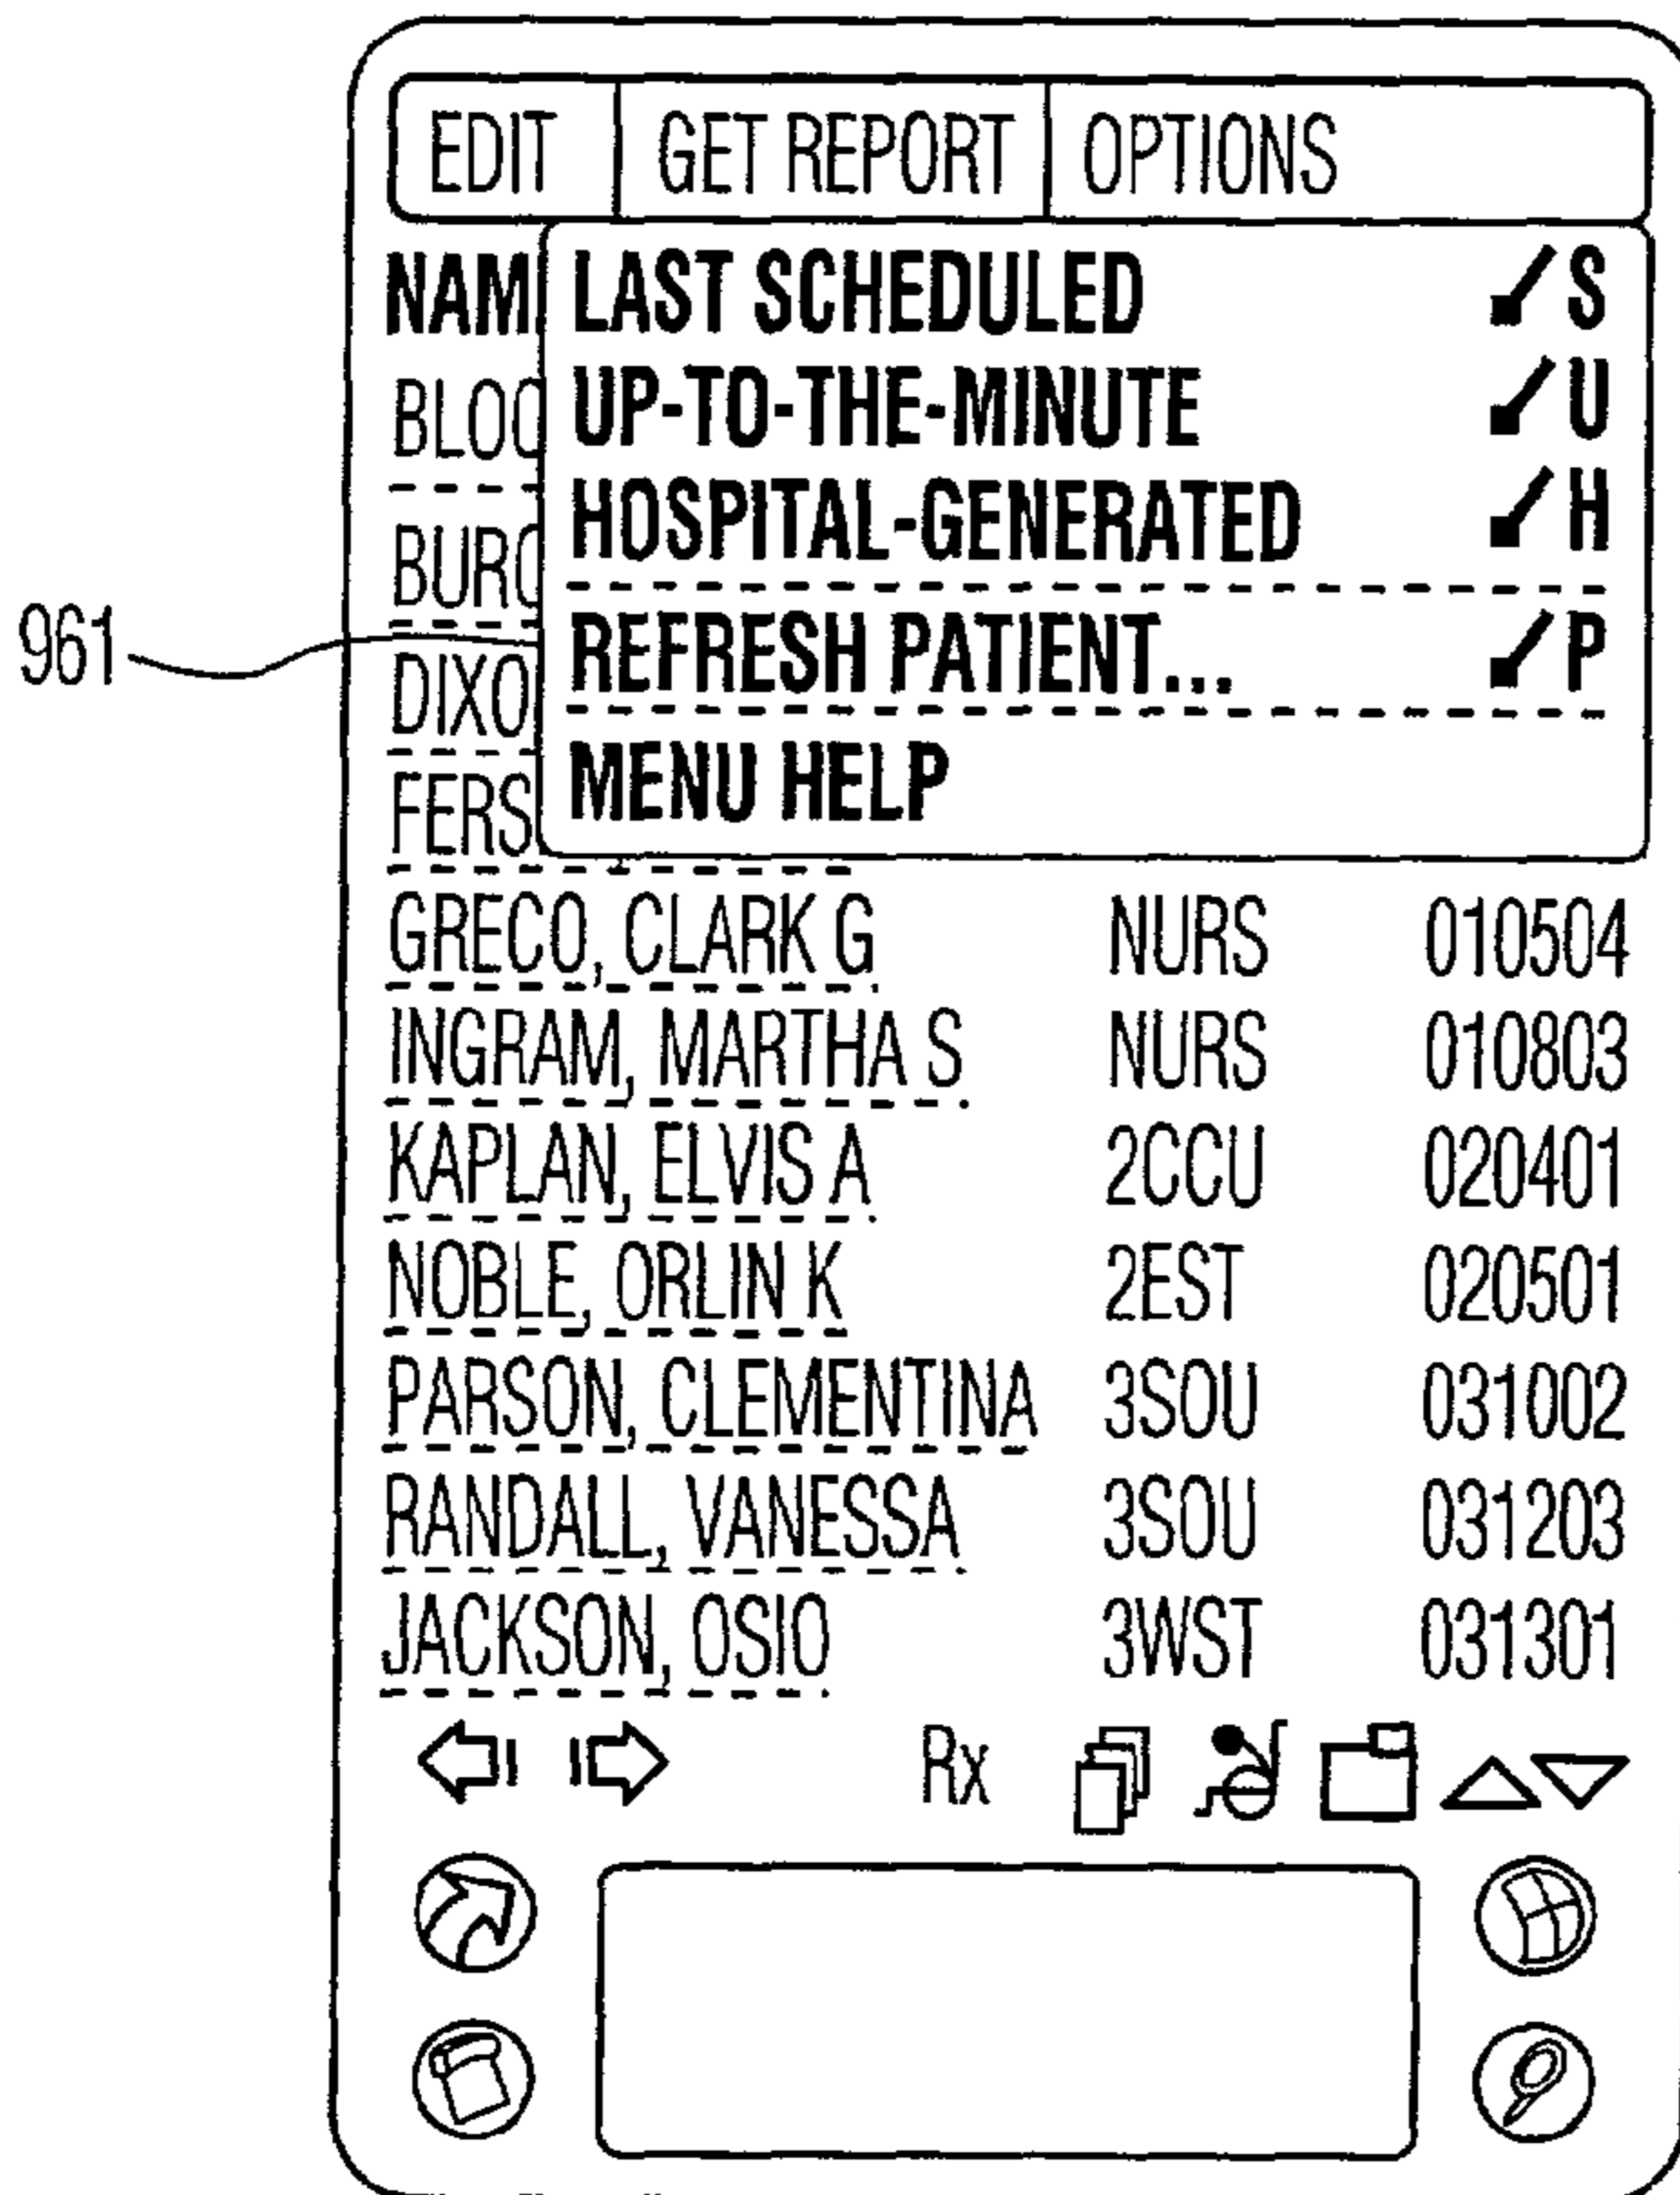 EDIT GET REPORT OPTIONS
NAM LAST SCHEDULED S
BLOC UP-TO-THE-MINUTE U
HOSPITAL-GENERATED H
BURC
961
REFRESH PATIENT... P
DIXO
MENU HELP
FERS
GRECO, CLARK G NURS 010504
INGRAM, MARTHA S NURS 010803
KAPLAN, ELVIS A 2CCU 020401
NOBLE, ORLIN K 2EST 020501
PARSON, CLEMENTINA 3SOU 031002
RANDALL, VANESSA 3SOU 031203
JACKSON, OSIO 3WST 031301
Rx